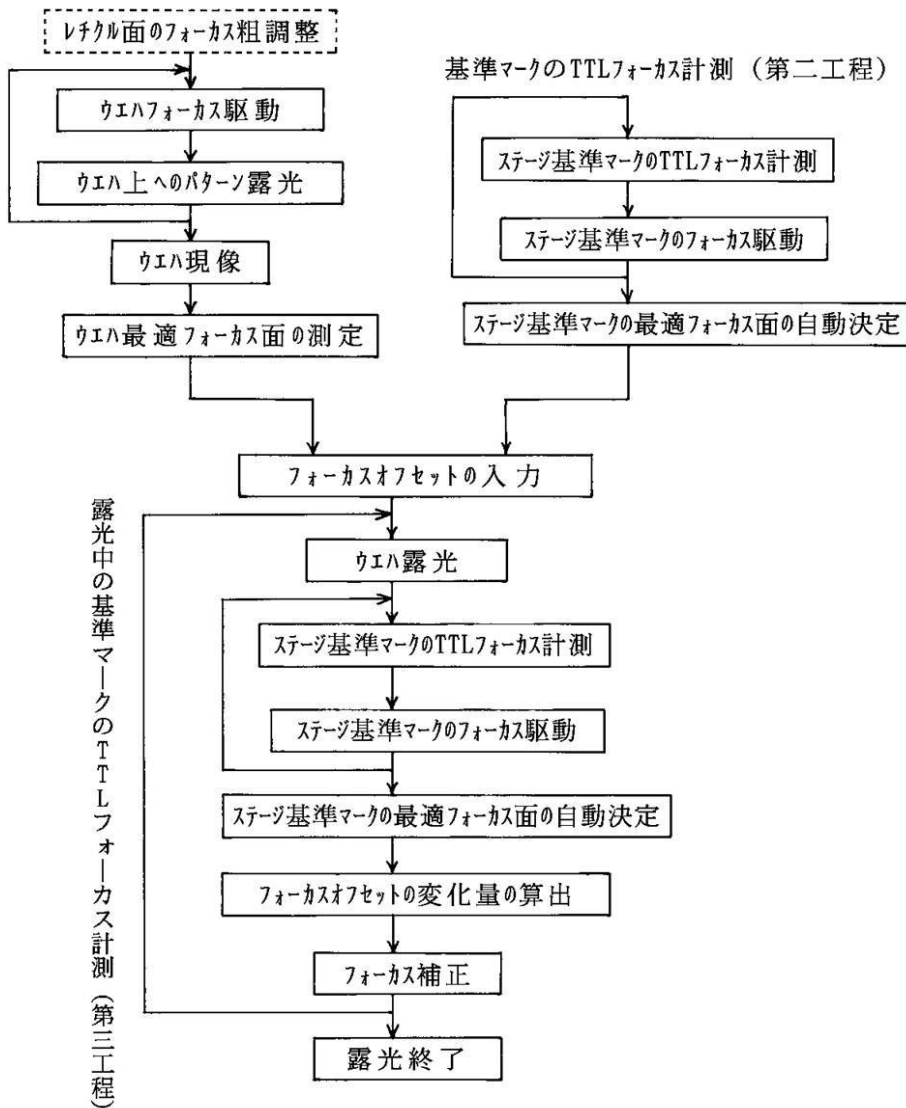 レチクル面のフォーカス粗調整
ウエハフォーカス駆動
ウエハ上へのパターン露光
ウエハ現像
ウエハ最適フォーカス面の測定
基準マークのTTLフォーカス計測（第二工程）
ステージ基準マークのTTLフォーカス計測
ステージ基準マークのフォーカス駆動
ステージ基準マークの最適フォーカス面の自動決定
フォーカスオフセットの入力
露光中の基準マークのTTLフォーカス計測（第三工程）
ウエハ露光
ステージ基準マークのTTLフォーカス計測
ステージ基準マークのフォーカス駆動
ステージ基準マークの最適フォーカス面の自動決定
フォーカスオフセットの変化量の算出
フォーカス補正
露光終了